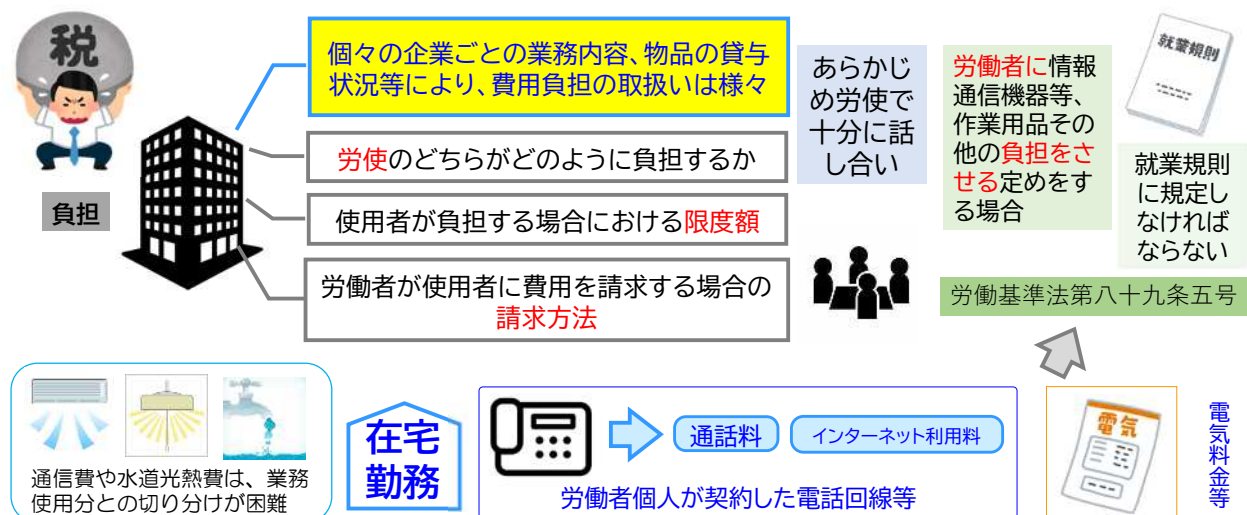 税
負担
個々の企業ごとの業務内容、物品の貸与
状況等により、費用負担の取扱いは様々
労使のどちらがどのように負担するか
使用者が負担する場合における限度額
労働者が使用者に費用を請求する場合の
請求方法
あらかじ
め労使で
十分に話
し合い
労働者に情報
通信機器等、
作業用品その
他の負担をさ
せる定めをす
る場合
就業規則
就業規則
に規定し
なければ
ならない
労働基準法第八十九条五号
通信費や水道光熱費は、業務
使用分との切り分けが困難
在宅
勤務
通話料
インターネット利用料
労働者個人が契約した電話回線等
電気
電気料金等